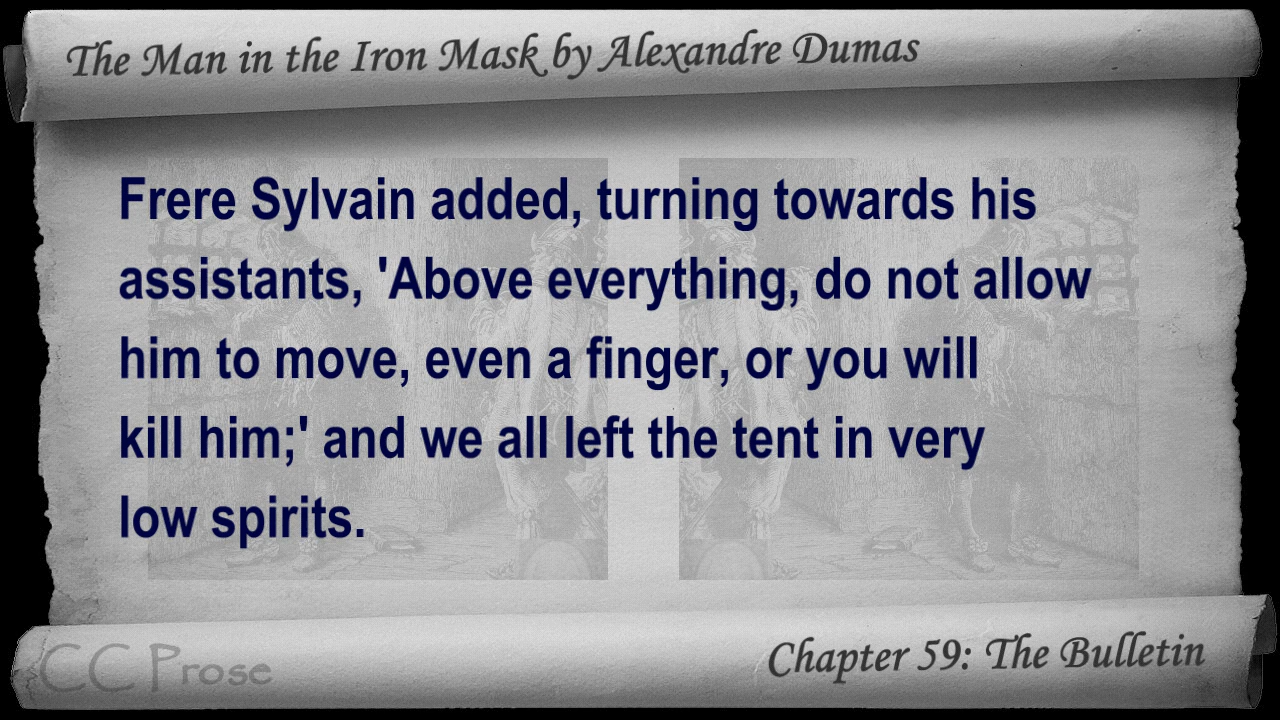 The Man in the Iron Mask by Alexandre Dumas
Frere Sylvain added, turning towards his
assistants, 'Above everything, do not allow
him to move, even a finger, or you will
kill him;' and we all left the tent in very
low spirits.
CC Prose
Chapter 59: The Bulletin